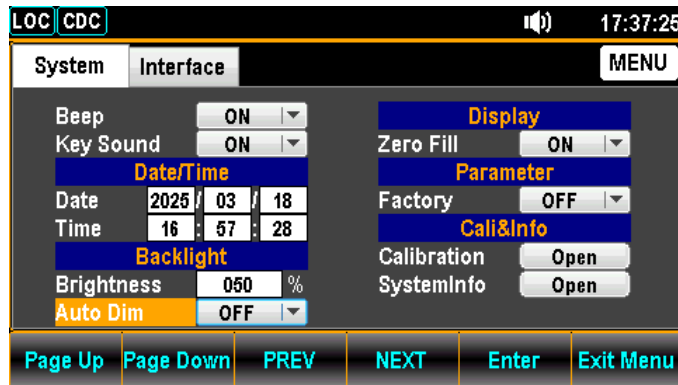 LOC CDC 17:37:25
System Interface MENU
Beep ON
Key Sound ON
Date/Time
Date 2025 / 03 / 18
Time 16 : 57 : 28
Backlight
Brightness 050 %
Auto Dim OFF
Display
Zero Fill ON
Parameter
Factory OFF
Cali&Info
Calibration Open
SystemInfo Open
Page Up Page Down PREV NEXT Enter Exit Menu